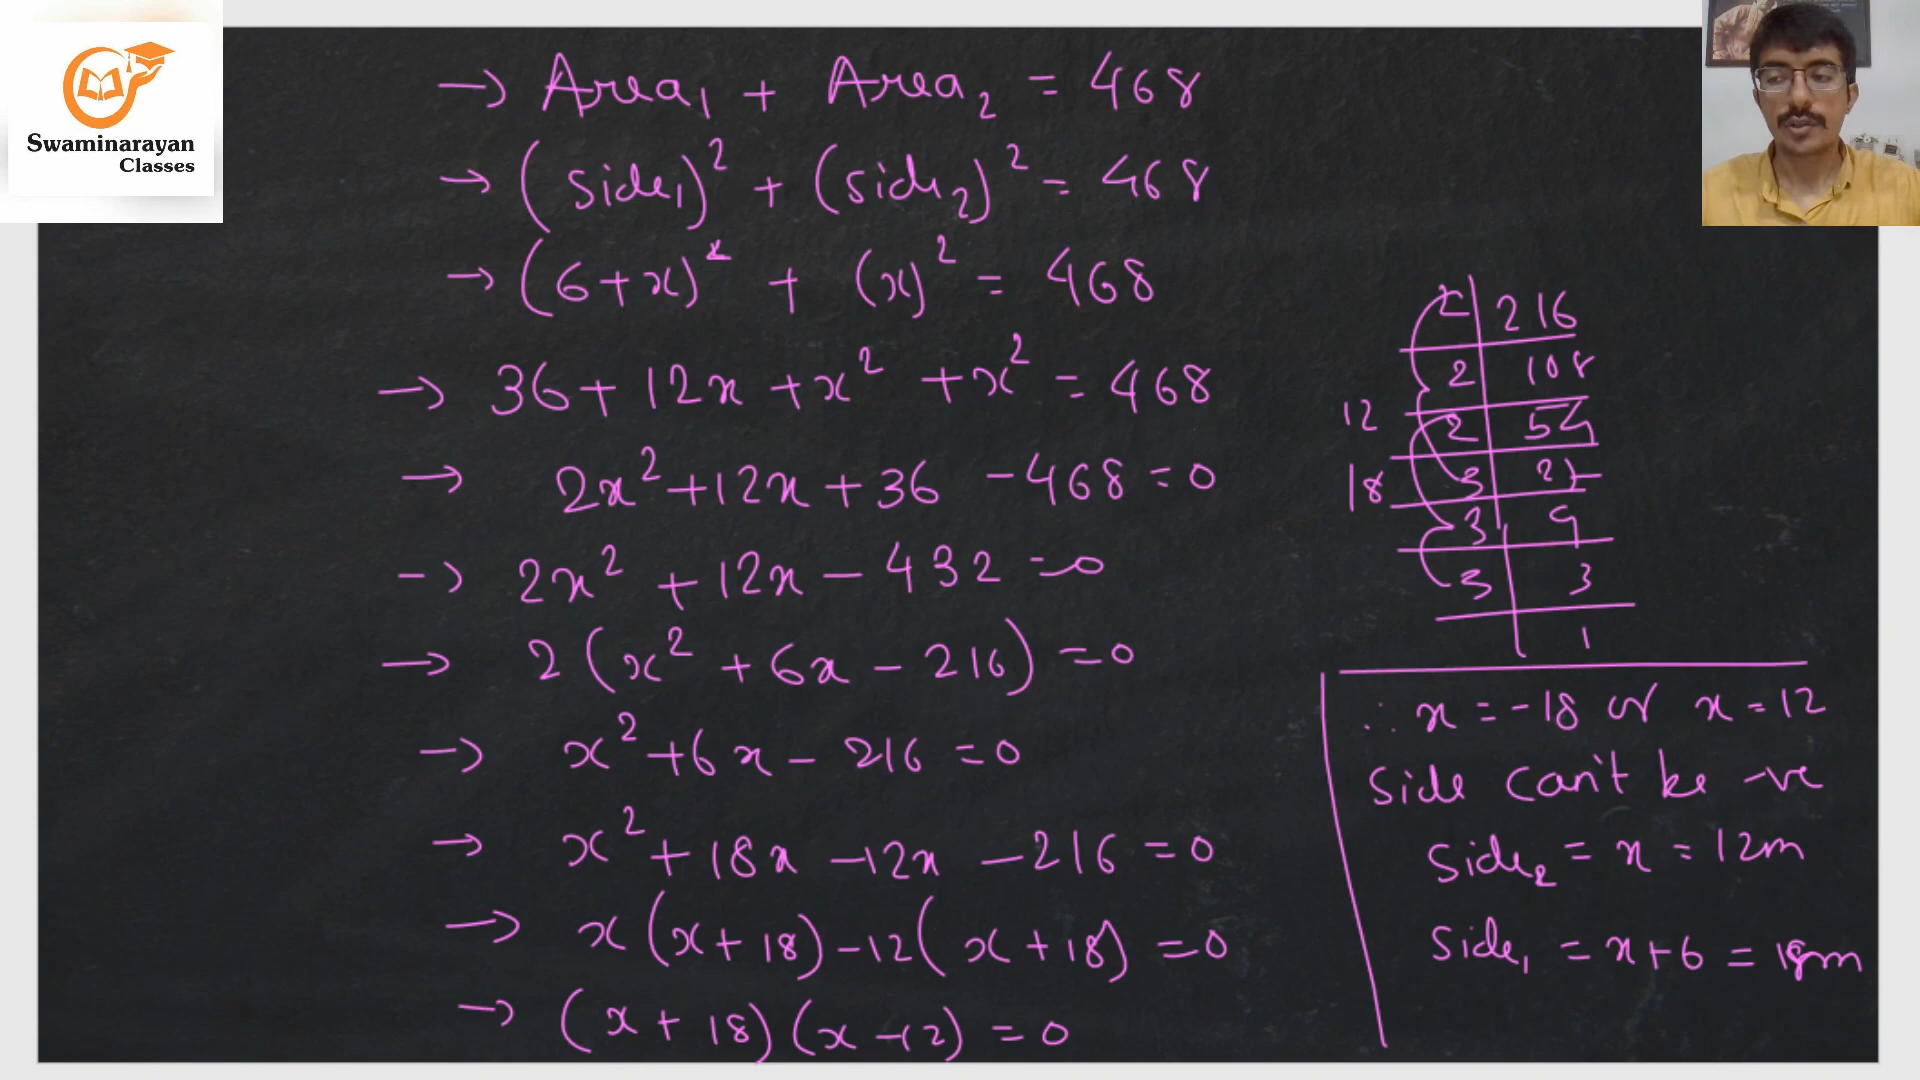 Swaminarayan
Classes
→ Area₁ + Area₂ = 468
→ (side₁)² + (side₂)² = 468
→ (6+x)² + (x)² = 468
→ 36 + 12x + x² + x² = 468
→ 2x² + 12x + 36 - 468 = 0
→ 2x² + 12x - 432 = 0
→ 2(x² + 6x - 216) = 0
→ x² + 6x - 216 = 0
→ x² + 18x - 12x - 216 = 0
→ x(x+18) - 12(x+18) = 0
→ (x+18)(x-12) = 0
2 | 216
2 | 108
12
2 | 54
18
3 | 27
3 | 9
3 | 3
| 1
∴ x = -18 or x = 12
Side can't be -ve
Side₂ = x = 12m
Side₁ = x+6 = 18m